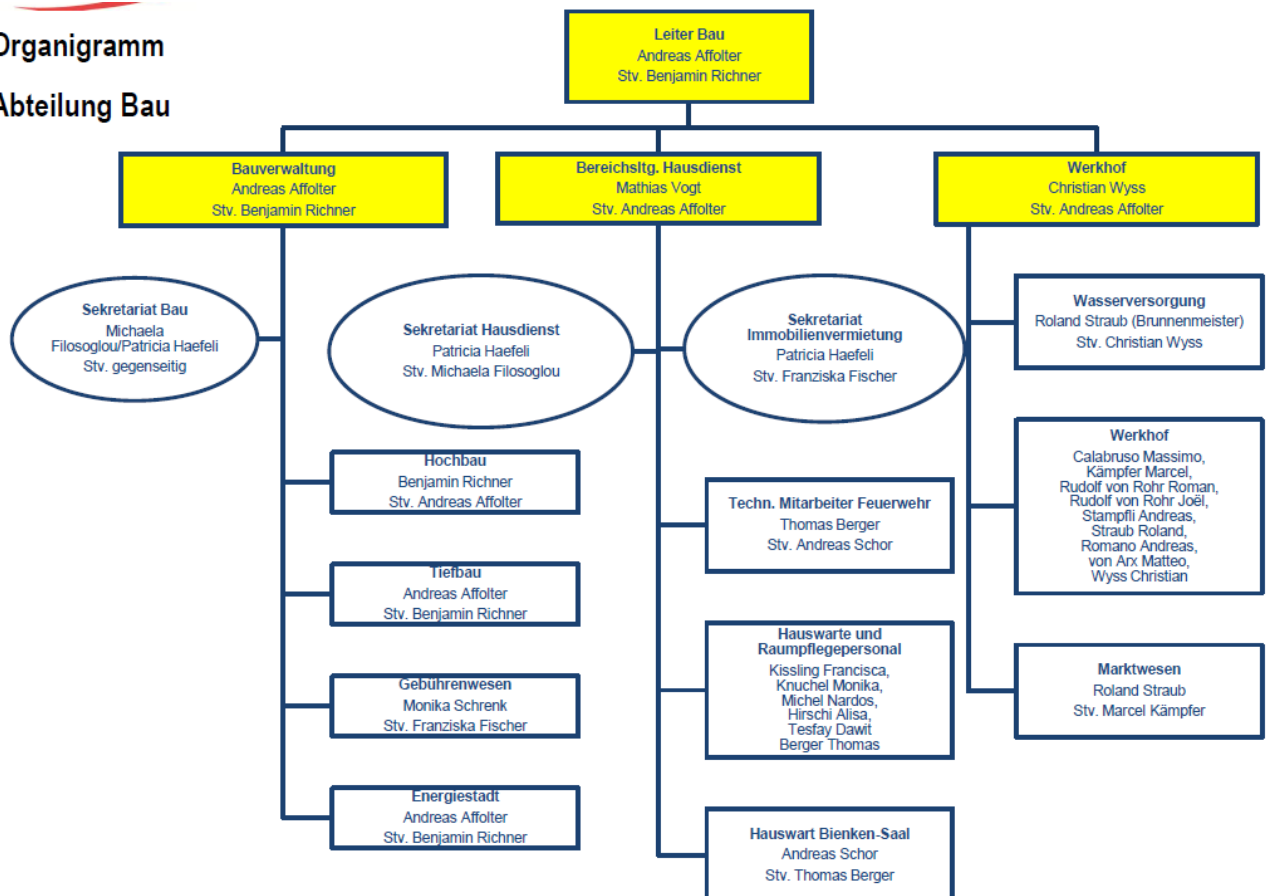 Organigramm
Abteilung Bau
Leiter Bau
Andreas Affolter
Stv. Benjamin Richner
Bauverwaltung
Andreas Affolter
Stv. Benjamin Richner
Bereichsltg. Hausdienst
Mathias Vogt
Stv. Andreas Affolter
Werkhof
Christian Wyss
Stv. Andreas Affolter
Sekretariat Bau
Michaela
Filosoglou/Patricia Haefeli
Stv. gegenseitig
Sekretariat Hausdienst
Patricia Haefeli
Stv. Michaela Filosoglou
Sekretariat
Immobilienvermietung
Patricia Haefeli
Stv. Franziska Fischer
Wasserversorgung
Roland Straub (Brunnenmeister)
Stv. Christian Wyss
Hochbau
Benjamin Richner
Stv. Andreas Affolter
Tiefbau
Andreas Affolter
Stv. Benjamin Richner
Gebührenwesen
Monika Schrenk
Stv. Franziska Fischer
Energiestadt
Andreas Affolter
Stv. Benjamin Richner
Techn. Mitarbeiter Feuerwehr
Thomas Berger
Stv. Andreas Schor
Hauswarte und
Raumpflegepersonal
Kissling Francisca,
Knuchel Monika,
Michel Nardos,
Hirschi Alisa,
Tesfay Dawit
Berger Thomas
Hauswart Bienken-Saal
Andreas Schor
Stv. Thomas Berger
Werkhof
Calabruso Massimo,
Kämpfer Marcel,
Rudolf von Rohr Roman,
Rudolf von Rohr Joël,
Stampfli Andreas,
Straub Roland,
Romano Andreas,
von Arx Matteo,
Wyss Christian
Marktwesen
Roland Straub
Stv. Marcel Kämpfer